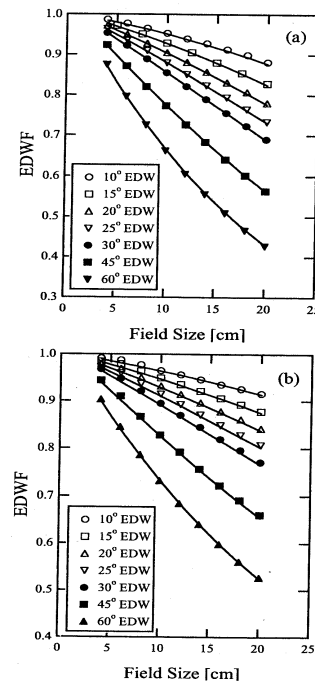 (a)
1.0
0.9
0.8
0.7
0.6
0.5
0.4
0.3
EDWF
10° EDW
15° EDW
20° EDW
25° EDW
30° EDW
45° EDW
60° EDW
0 5 10 15 20 25
Field Size [cm]
(b)
1.0
0.9
0.8
0.7
0.6
0.5
0.4
EDWF
10° EDW
15° EDW
20° EDW
25° EDW
30° EDW
45° EDW
60° EDW
0 5 10 15 20 25
Field Size [cm]